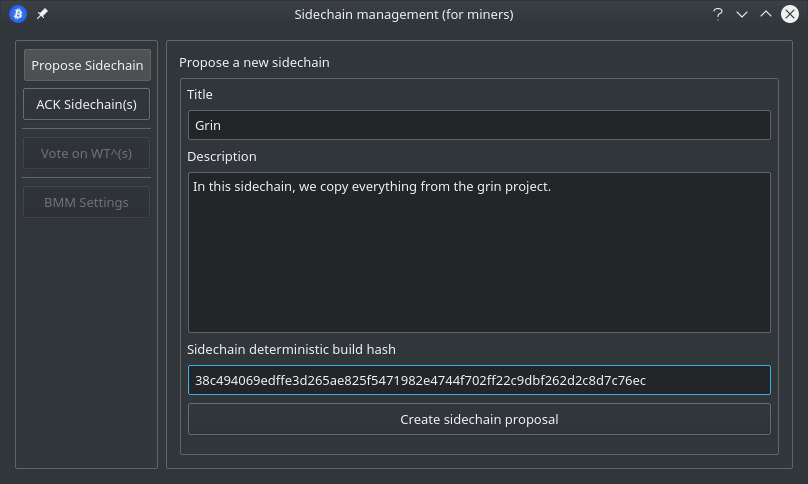 Sidechain management (for miners)
Propose Sidechain
ACK Sidechain(s)
Vote on WT^(s)
BMM Settings
Propose a new sidechain
Title
Grin
Description
In this sidechain, we copy everything from the grin project.
Sidechain deterministic build hash
38c494069edffe3d265ae825f5471982e4744f702ff22c9dbf262d2c8d7c76ec
Create sidechain proposal